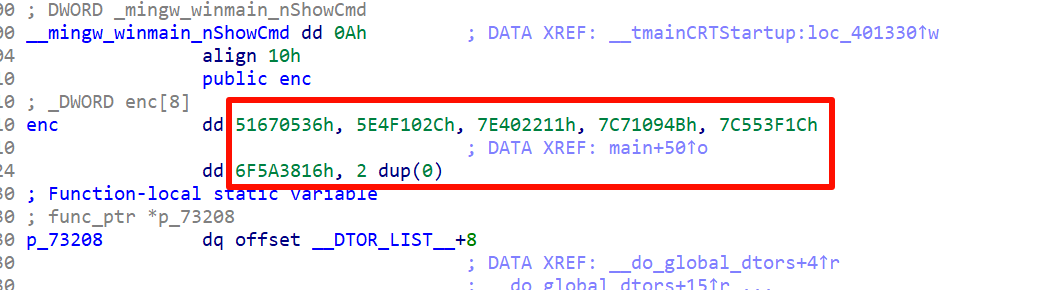 00 ; DWORD _mingw_winmain_nShowCmd
00 __mingw_winmain_nShowCmd dd 0Ah ; DATA XREF: __tmainCRTStartup:loc_401330↑w
04 align 10h
10 public enc
10 ; _DWORD enc[8]
10 enc dd 51670536h, 5E4F102Ch, 7E402211h, 7C71094Bh, 7C553F1Ch
10 ; DATA XREF: main+50↑o
24 dd 6F5A3816h, 2 dup(0)
30 ; Function-local static variable
30 ; func_ptr *p_73208
30 p_73208 dq offset __DTOR_LIST__+8
30 ; DATA XREF: __do_global_dtors+4↑r
30 ; __do_global_dtors+15↑r ...